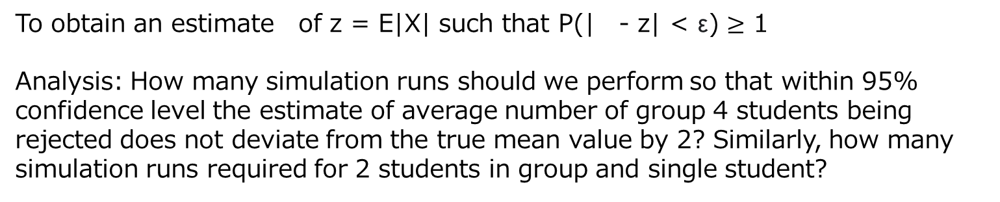 To obtain an estimate of z = E|X| such that P(| - z| < ε) ≥ 1
Analysis: How many simulation runs should we perform so that within 95%
confidence level the estimate of average number of group 4 students being
rejected does not deviate from the true mean value by 2? Similarly, how many
simulation runs required for 2 students in group and single student?